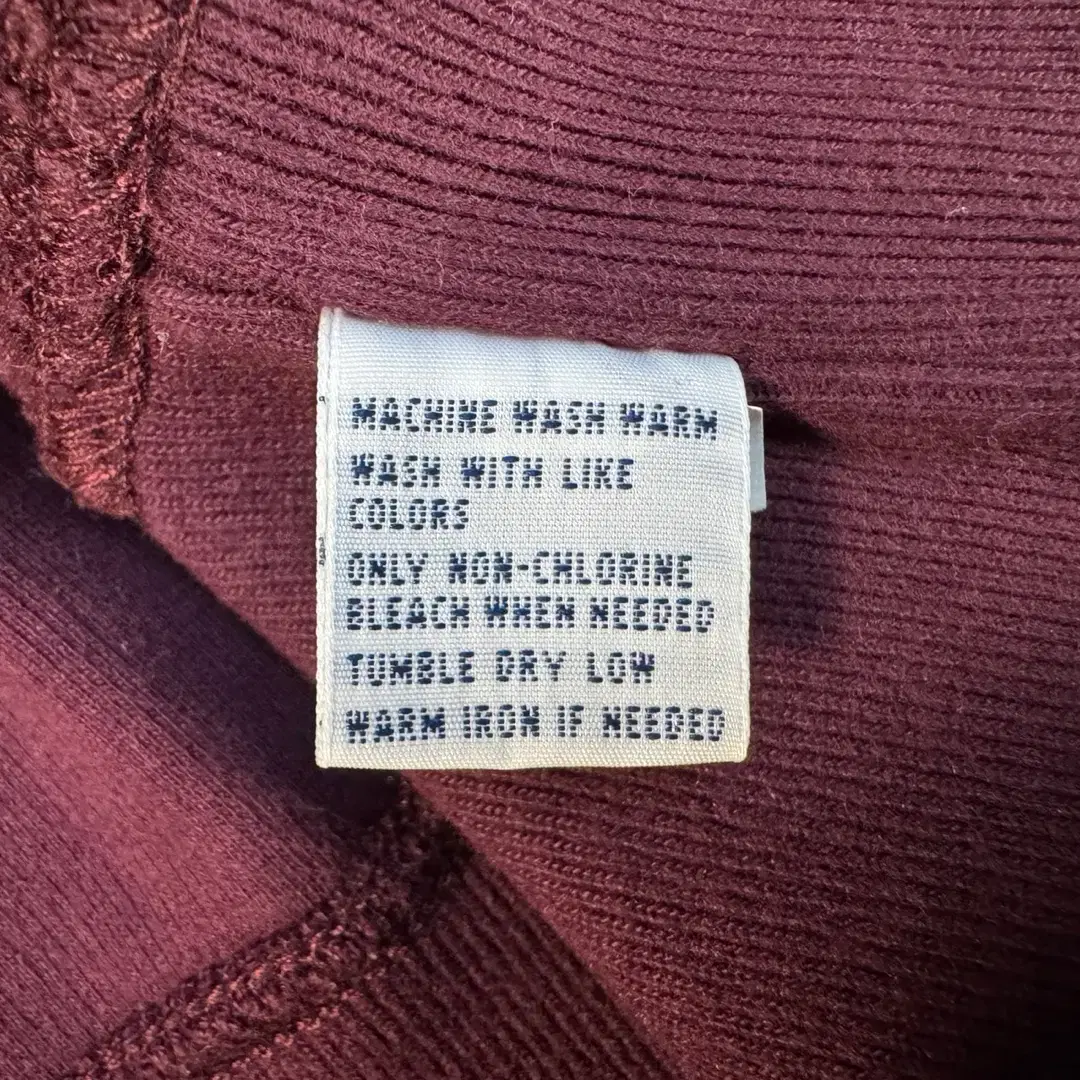 MACHINE WASH WARM
WASH WITH LIKE
COLORS
ONLY NON-CHLORINE
BLEACH WHEN NEEDED
TUMBLE DRY LOW
WARM IRON IF NEEDED